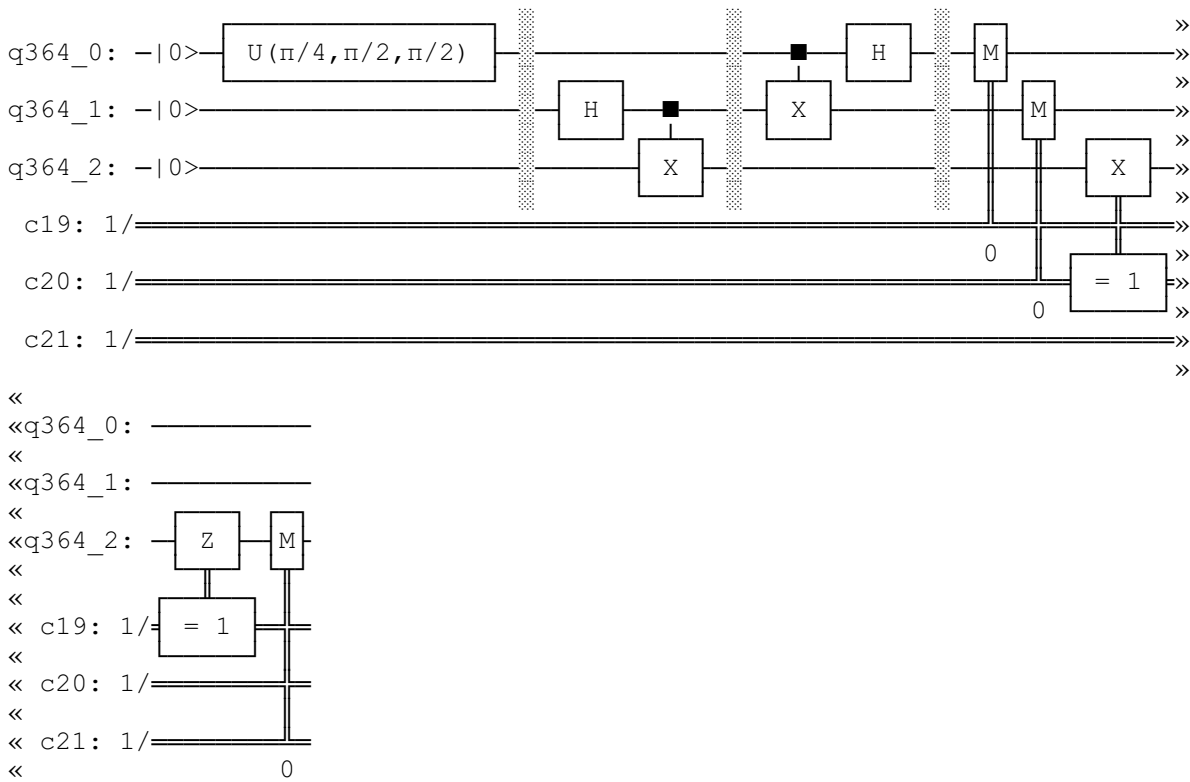 »
q364_0: |0> U(π/4,π/2,π/2) H M »
»
q364_1: |0> H X M »
»
q364_2: |0> X X »
»
c19: 1/ »
0 »
c20: 1/ = 1 »
0 »
c21: 1/ »
»
«
«q364_0:
«
«q364_1:
«
«q364_2: Z M
«
«
« c19: 1/ = 1
«
« c20: 1/
«
« c21: 1/
« 0